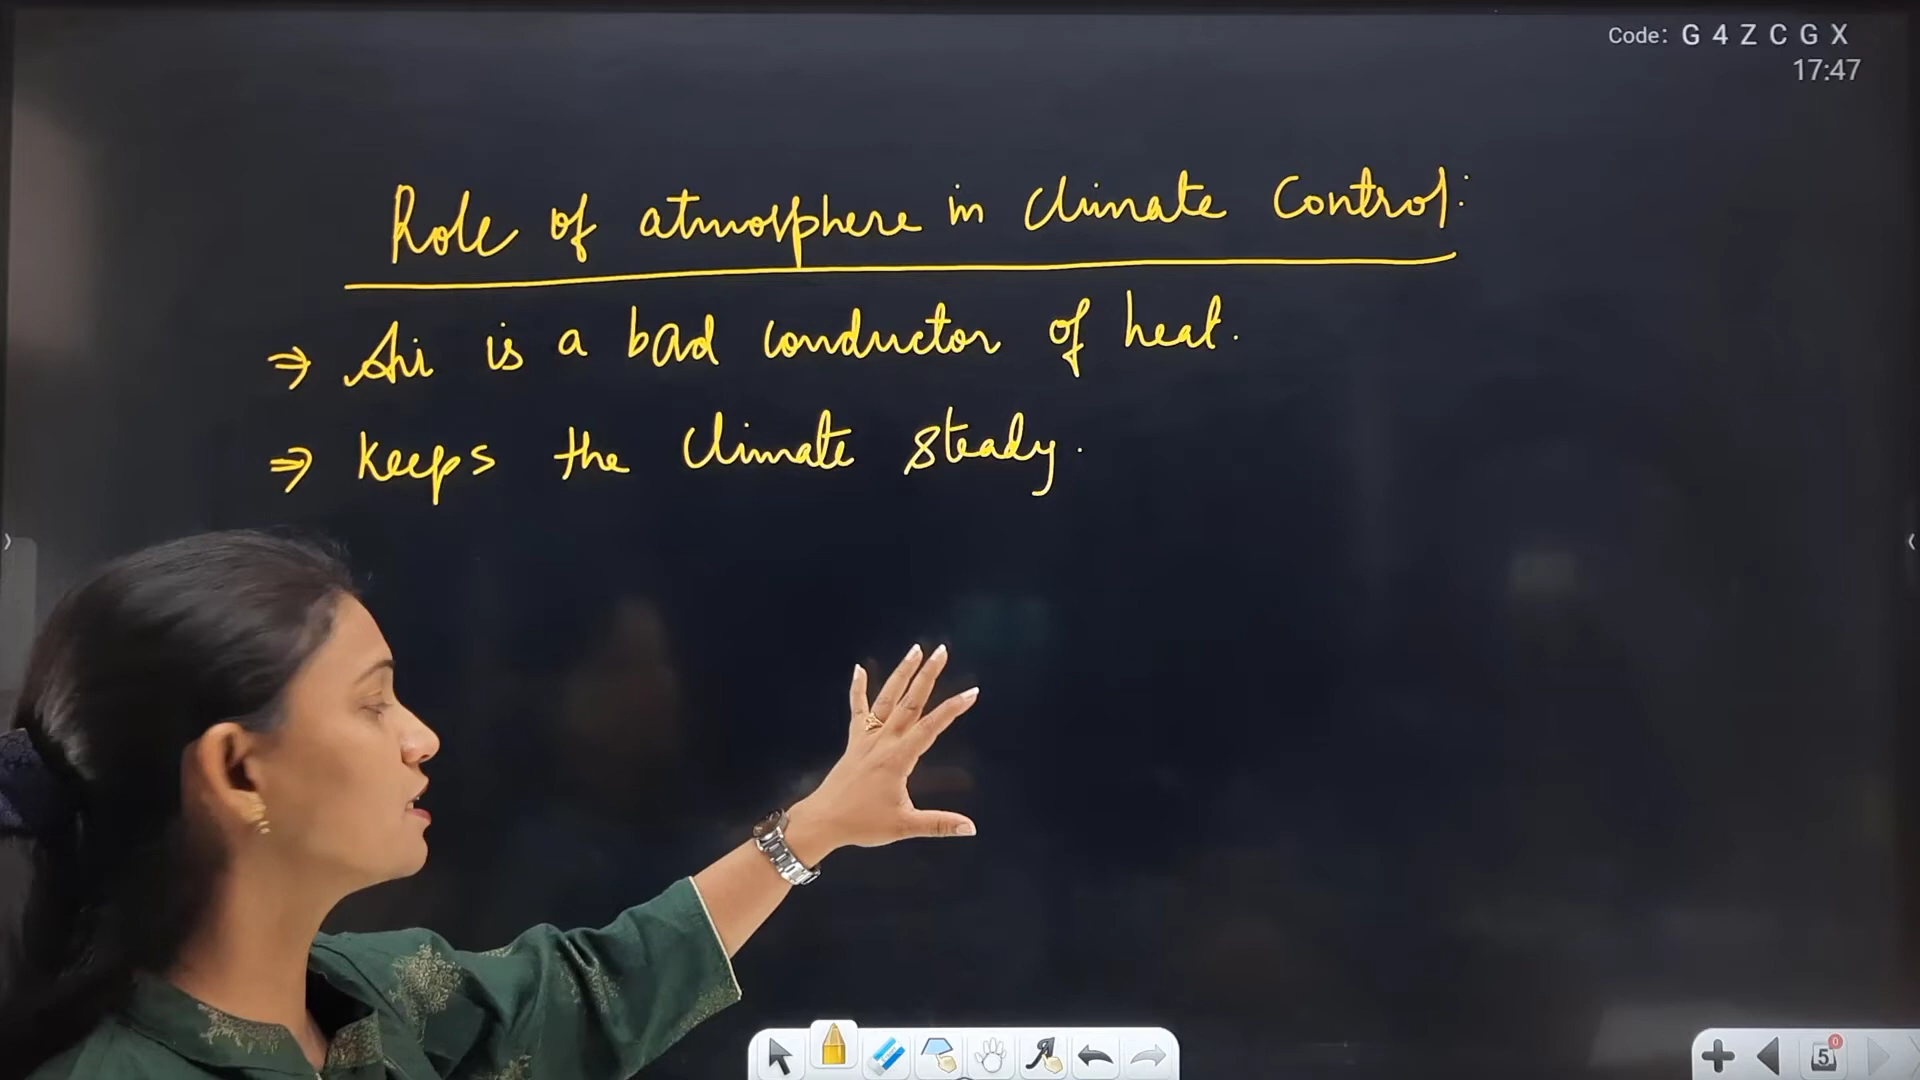 Code: G 4 Z C G X
17:47
Role of atmosphere in Climate Control:
⇒ Air is a bad conductor of heat.
⇒ Keeps the Climate steady.
5
0